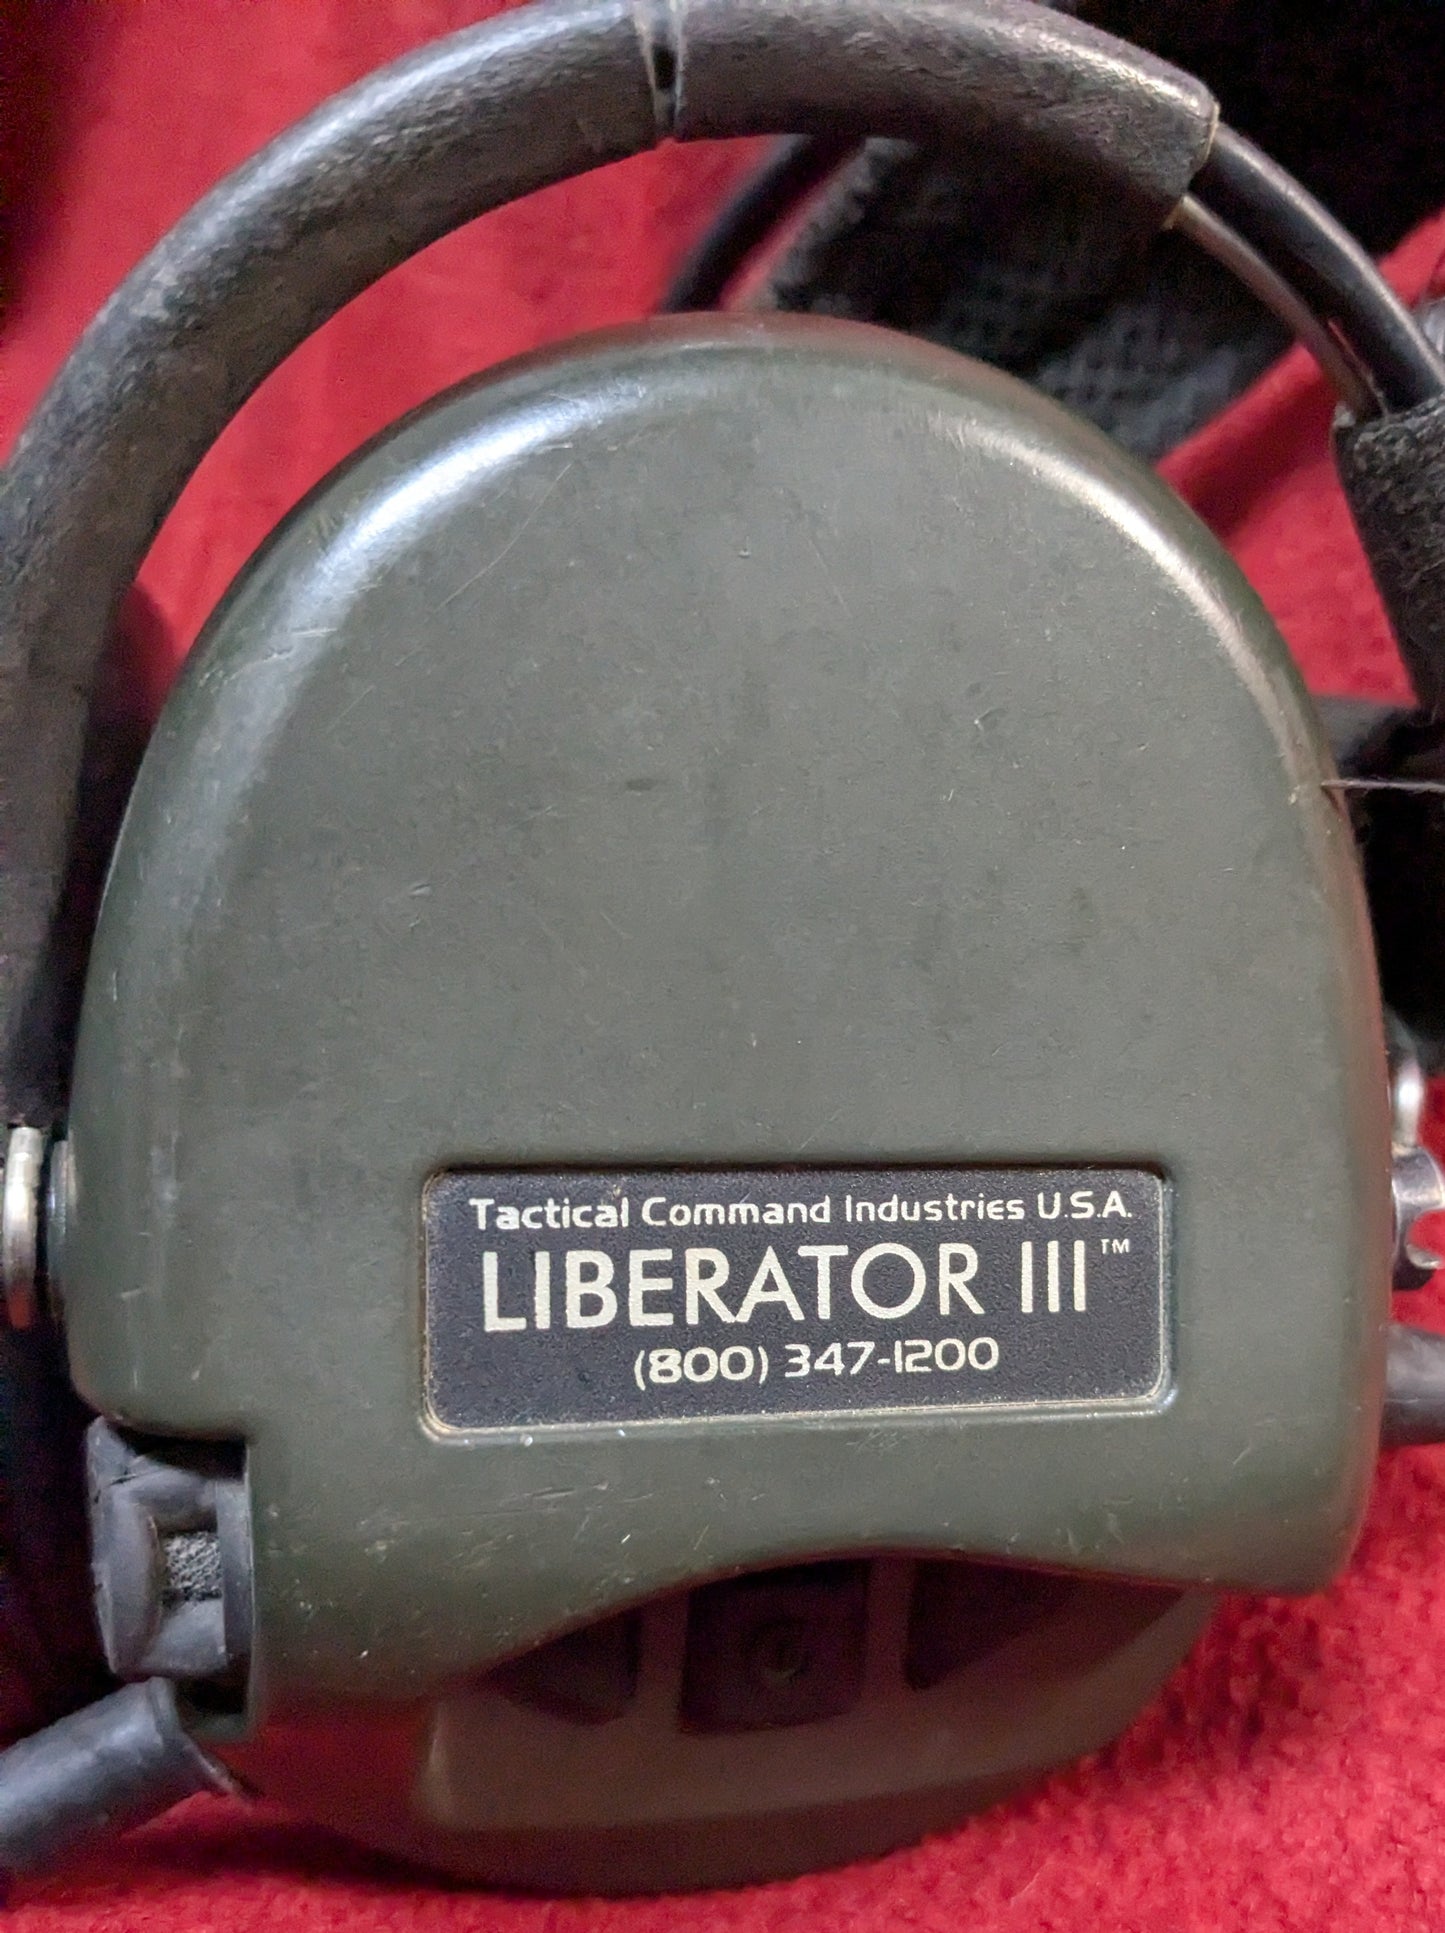 Tactical Command Industries U.S.A.
LIBERATOR III™
(800) 347-1200